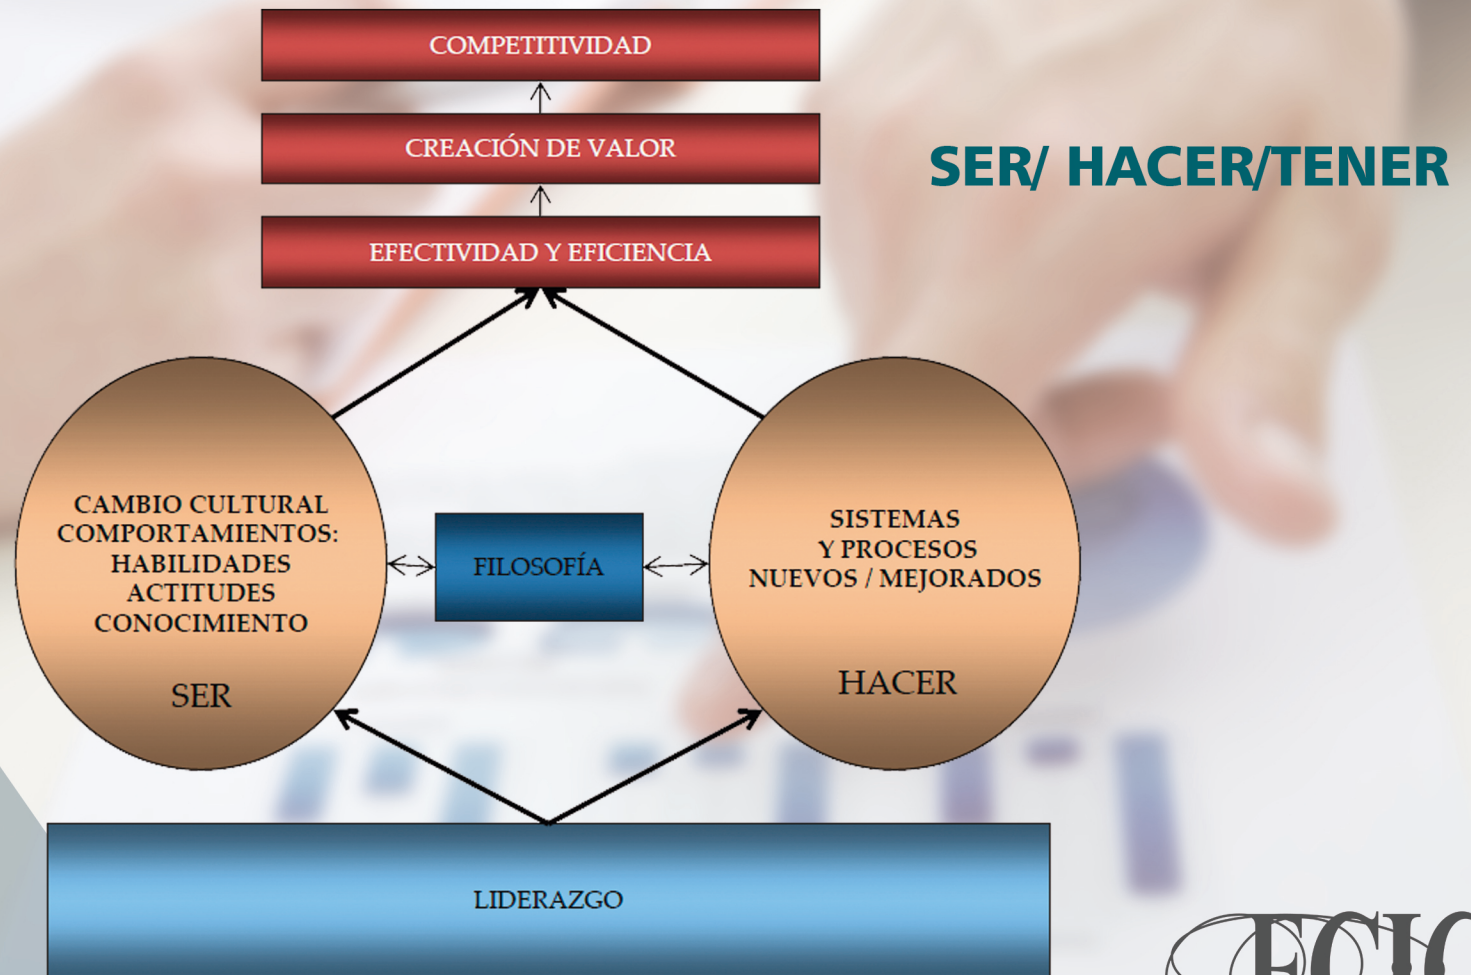 COMPETITIVIDAD
CREACIÓN DE VALOR
SER/ HACER/TENER
EFECTIVIDAD Y EFICIENCIA
CAMBIO CULTURAL
COMPORTAMIENTOS:
HABILIDADES
ACTITUDES
CONOCIMIENTO
SER
FILOSOFÍA
SISTEMAS
Y PROCESOS
NUEVOS / MEJORADOS
HACER
LIDERAZGO